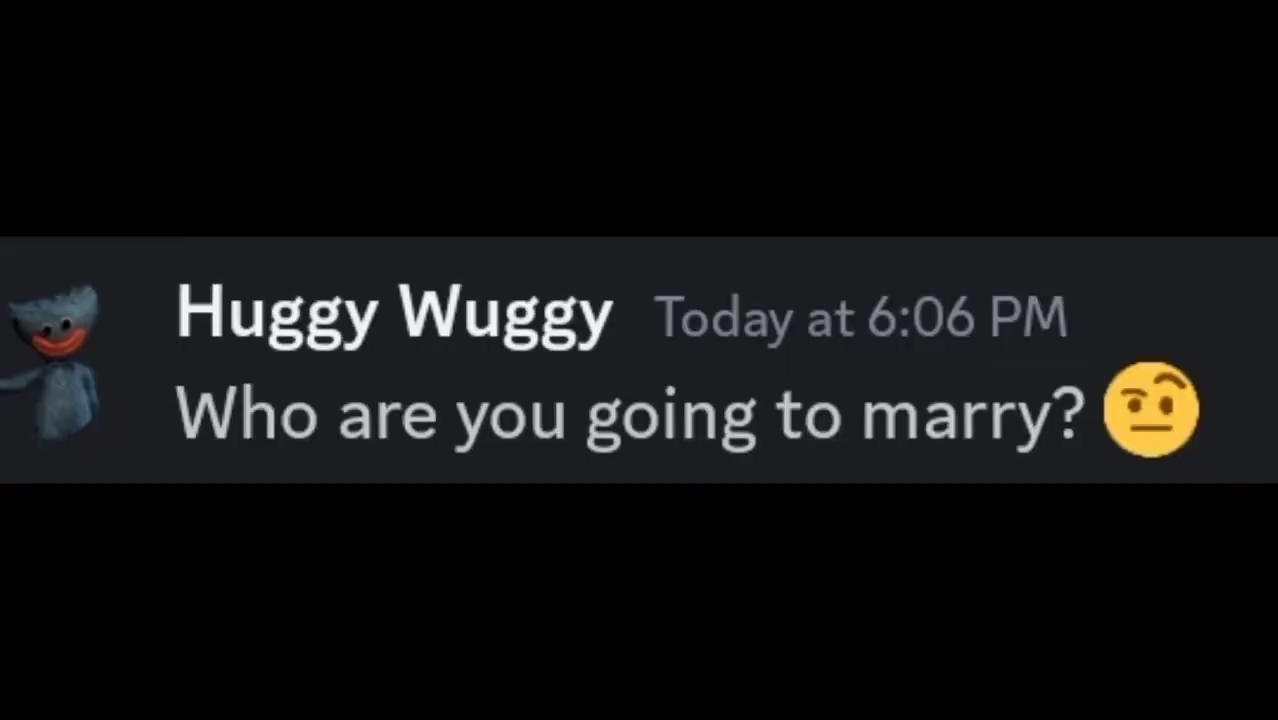 Huggy Wuggy Today at 6:06 PM
Who are you going to marry? 🤨